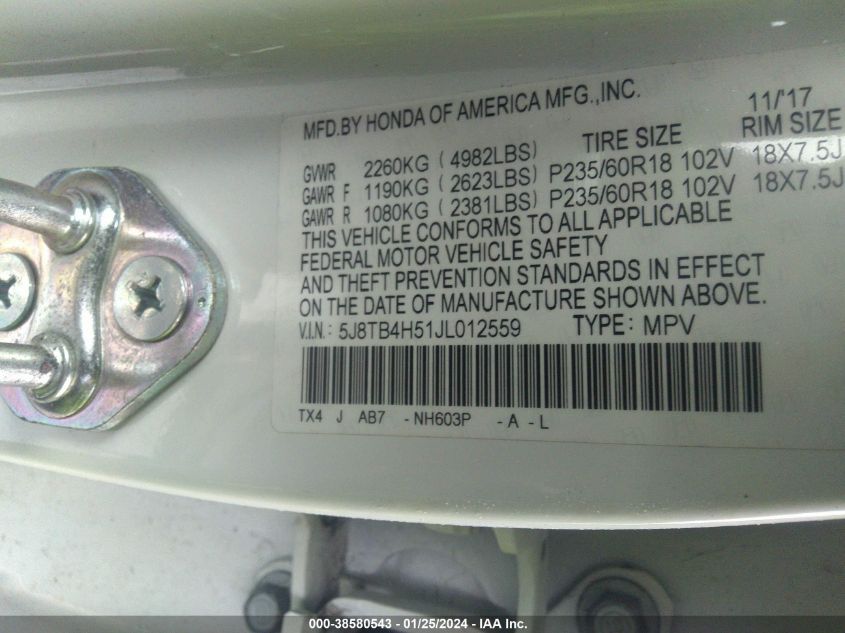 MFD.BY HONDA OF AMERICA MFG.,INC. 11/'17
TIRE SIZE RIM SIZE
GVWR 2260KG ( 4982LBS)
GAWR F 1190KG ( 2623LBS) P235/60R18 102V 18X7.5J
GAWR R 1080KG ( 2381LBS) P235/60R18 102V 18X7.5J
THIS VEHICLE CONFORMS TO ALL APPLICABLE
FEDERAL MOTOR VEHICLE SAFETY
AND THEFT PREVENTION STANDARDS IN EFFECT
ON THE DATE OF MANUFACTURE SHOWN ABOVE.
V.I.N.: 5J8TB4H51JL012559 TYPE: MPV
TX4 J AB7 -NH603P -A -L
000-38580543 - 01/25/2024 - IAA Inc.